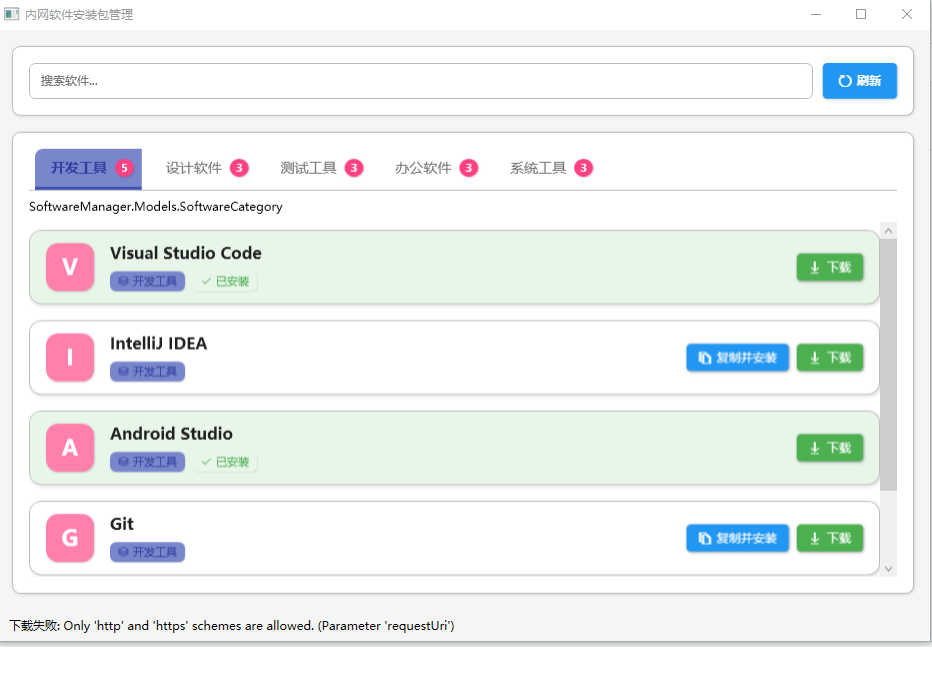 内网软件安装包管理
搜索软件...
刷新
开发工具 5 设计软件 3 测试工具 3 办公软件 3 系统工具 3
SoftwareManager.Models.SoftwareCategory
V
Visual Studio Code
开发工具 已安装
下载
I
IntelliJ IDEA
开发工具
复制并安装 下载
A
Android Studio
开发工具 已安装
下载
G
Git
开发工具
复制并安装 下载
下载失败: Only 'http' and 'https' schemes are allowed. (Parameter 'requestUri')